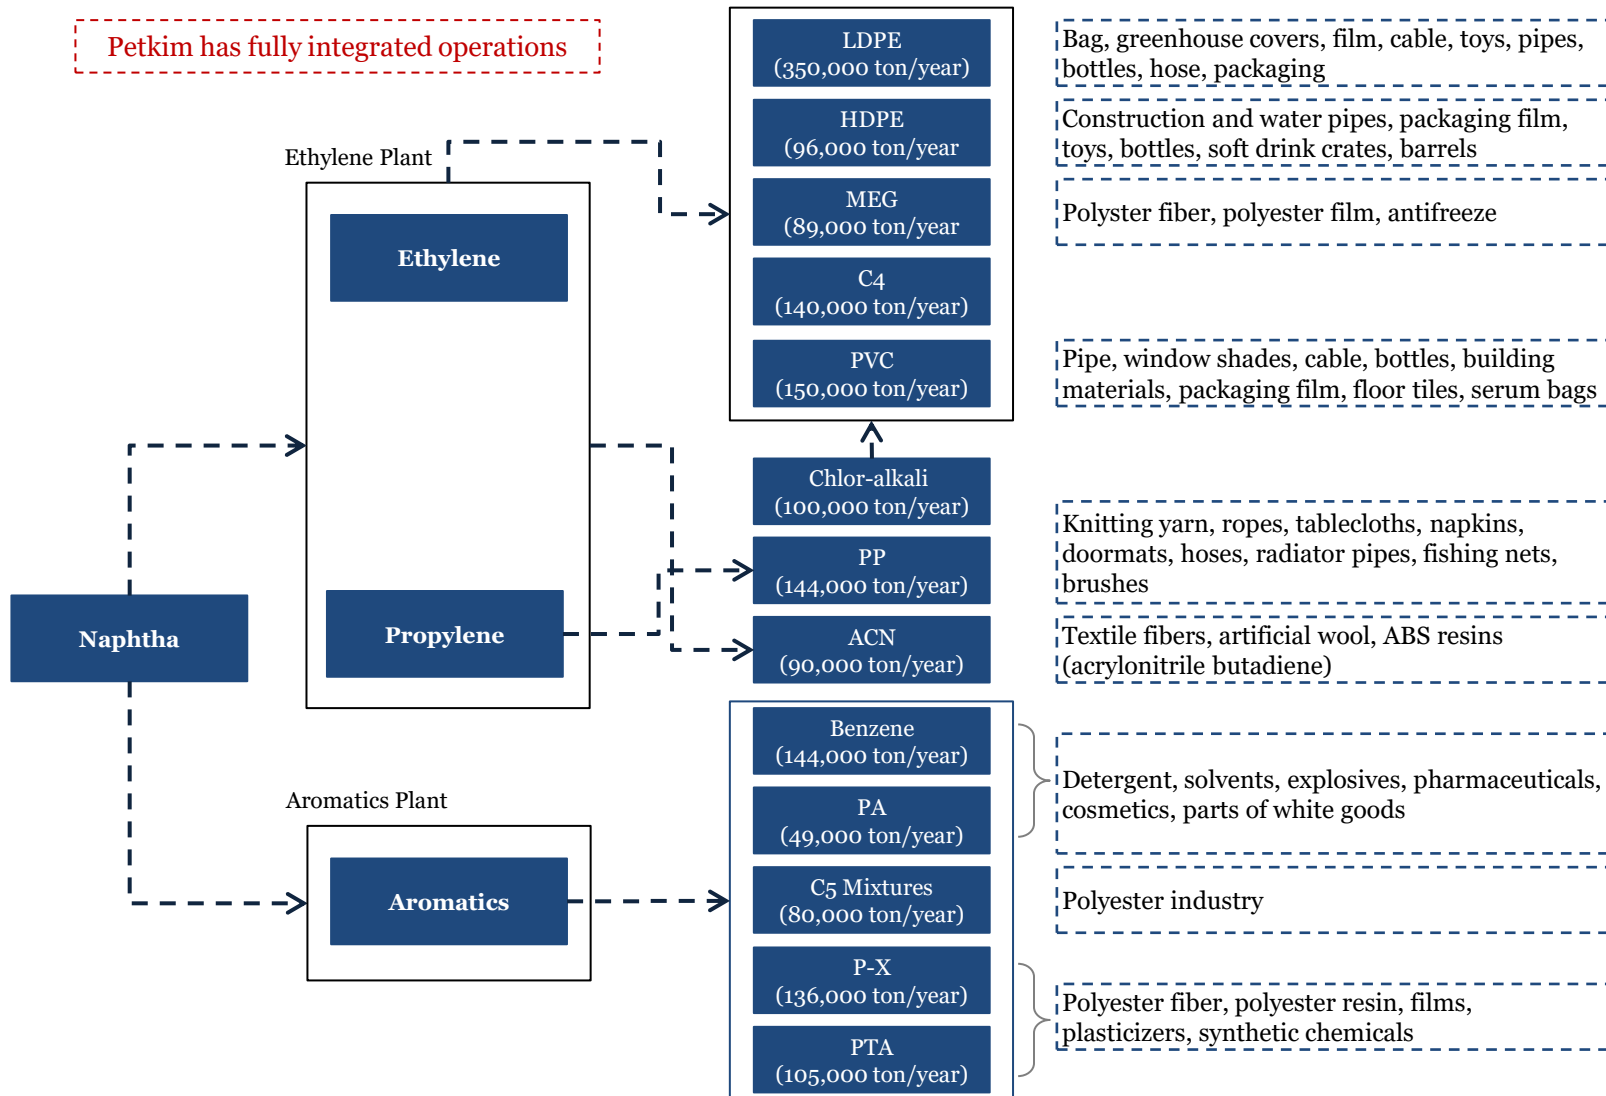 Petkim has fully integrated operations
LDPE
(350,000 ton/year)
Bag, greenhouse covers, film, cable, toys, pipes,
bottles, hose, packaging
HDPE
(96,000 ton/year
Construction and water pipes, packaging film,
toys, bottles, soft drink crates, barrels
Ethylene Plant
MEG
(89,000 ton/year
Polyster fiber, polyester film, antifreeze
Ethylene
C4
(140,000 ton/year)
PVC
(150,000 ton/year)
Pipe, window shades, cable, bottles, building
materials, packaging film, floor tiles, serum bags
Chlor-alkali
(100,000 ton/year)
PP
(144,000 ton/year)
Knitting yarn, ropes, tablecloths, napkins,
doormats, hoses, radiator pipes, fishing nets,
brushes
Naphtha
Propylene
ACN
(90,000 ton/year)
Textile fibers, artificial wool, ABS resins
(acrylonitrile butadiene)
Benzene
(144,000 ton/year)
Aromatics Plant
PA
(49,000 ton/year)
Detergent, solvents, explosives, pharmaceuticals,
cosmetics, parts of white goods
Aromatics
C5 Mixtures
(80,000 ton/year)
Polyester industry
P-X
(136,000 ton/year)
PTA
(105,000 ton/year)
Polyester fiber, polyester resin, films,
plasticizers, synthetic chemicals